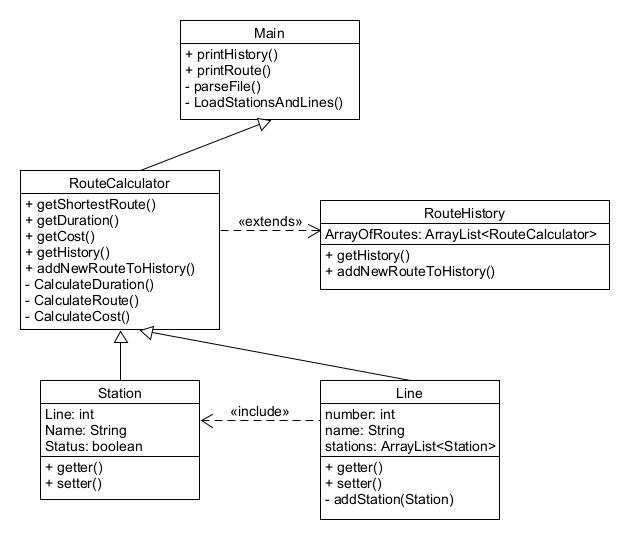 Main
+ printHistory()
+ printRoute()
- parseFile()
- LoadStationsAndLines()
RouteCalculator
+ getShortestRoute()
+ getDuration()
+ getCost()
+ getHistory()
+ addNewRouteToHistory()
- CalculateDuration()
- CalculateRoute()
- CalculateCost()
«extends»
RouteHistory
ArrayOfRoutes: ArrayList<RouteCalculator>
+ getHistory()
+ addNewRouteToHistory()
Station
Line: int
Name: String
Status: boolean
+ getter()
+ setter()
«include»
Line
number: int
name: String
stations: ArrayList<Station>
+ getter()
+ setter()
- addStation(Station)